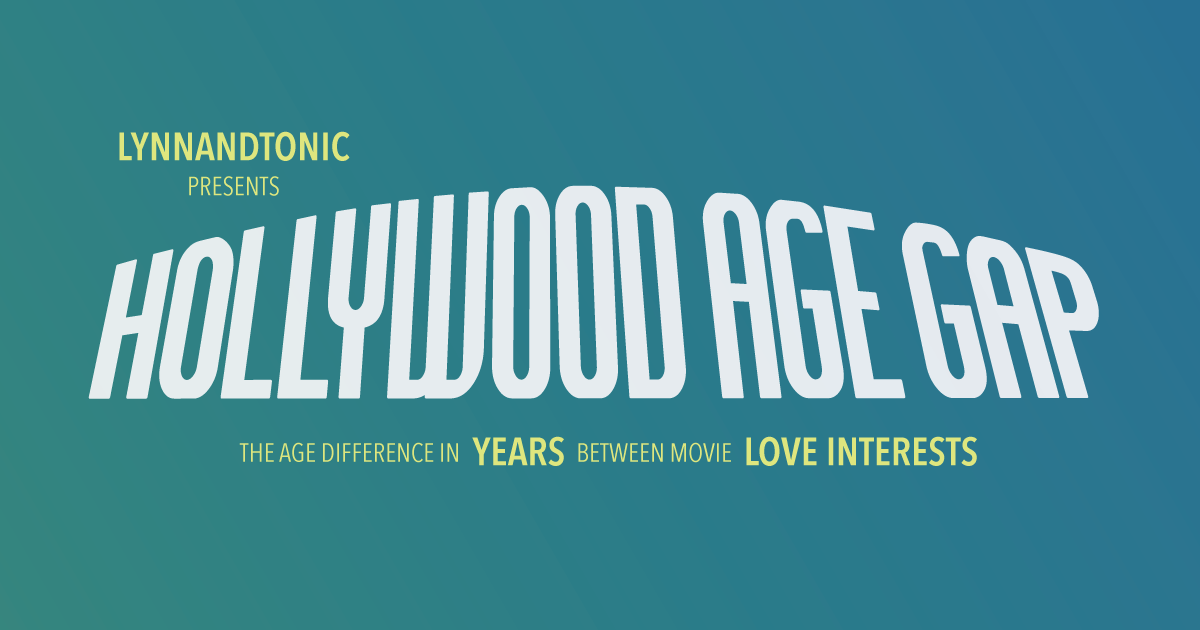 LYNNANDTONIC
PRESENTS
HOLLYWOOD AGE GAP
THE AGE DIFFERENCE IN YEARS BETWEEN MOVIE LOVE INTERESTS